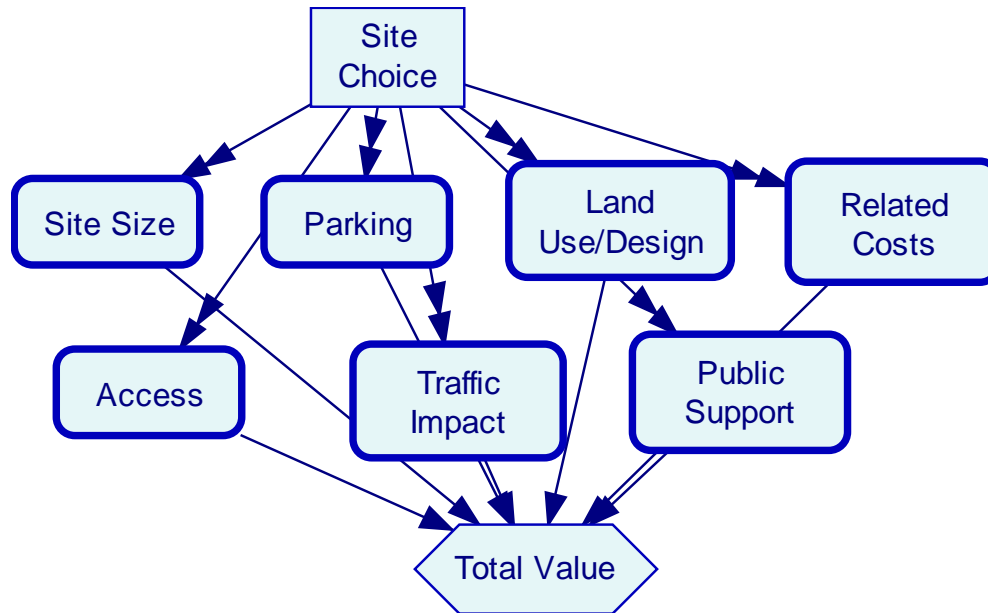 Site
Choice
Site Size
Parking
Land
Use/Design
Related
Costs
Access
Traffic
Impact
Public
Support
Total Value